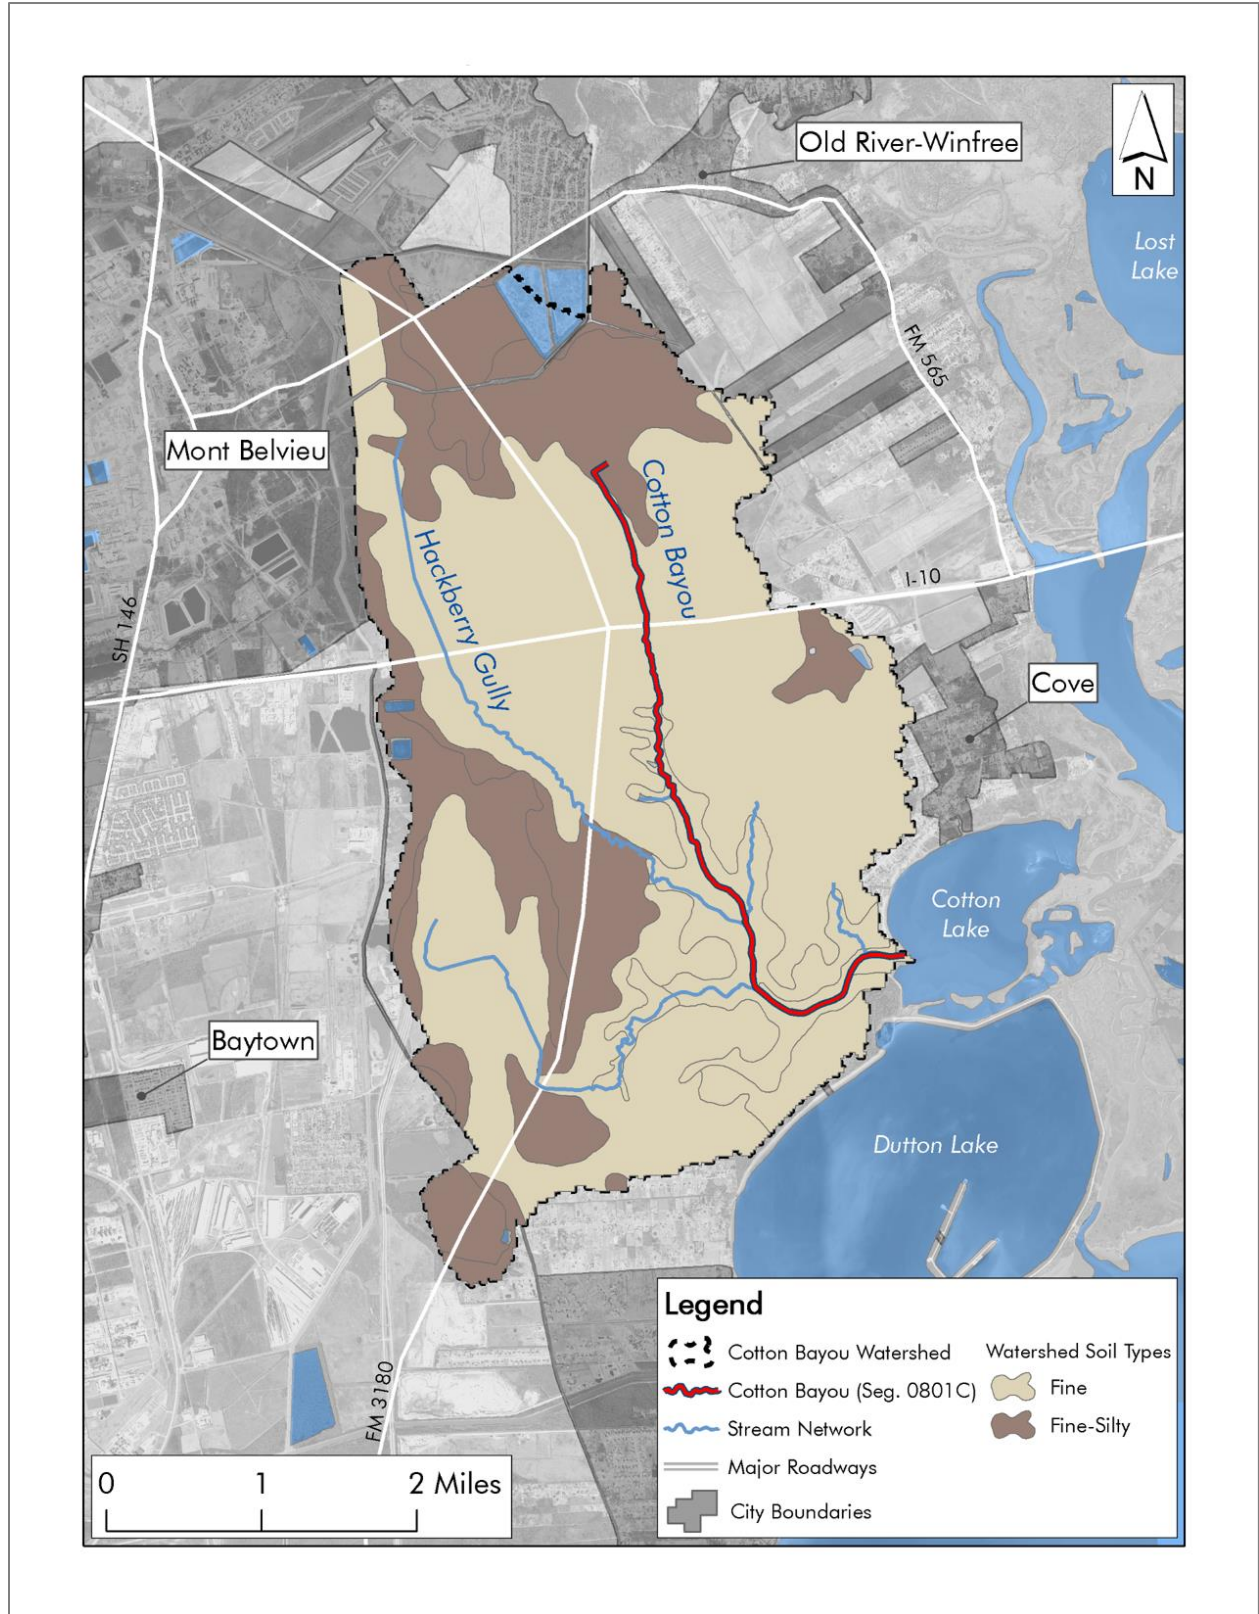 N
Old River-Winfree
Lost
Lake
FM 565
Mont Belvieu
Cotton Bayou
Hackberry Gully
I-10
SH 146
Cove
Cotton
Lake
Baytown
Dutton Lake
FM 3180
Legend
Cotton Bayou Watershed
Cotton Bayou (Seg. 0801C)
Stream Network
Major Roadways
City Boundaries
Watershed Soil Types
Fine
Fine-Silty
0 1 2 Miles